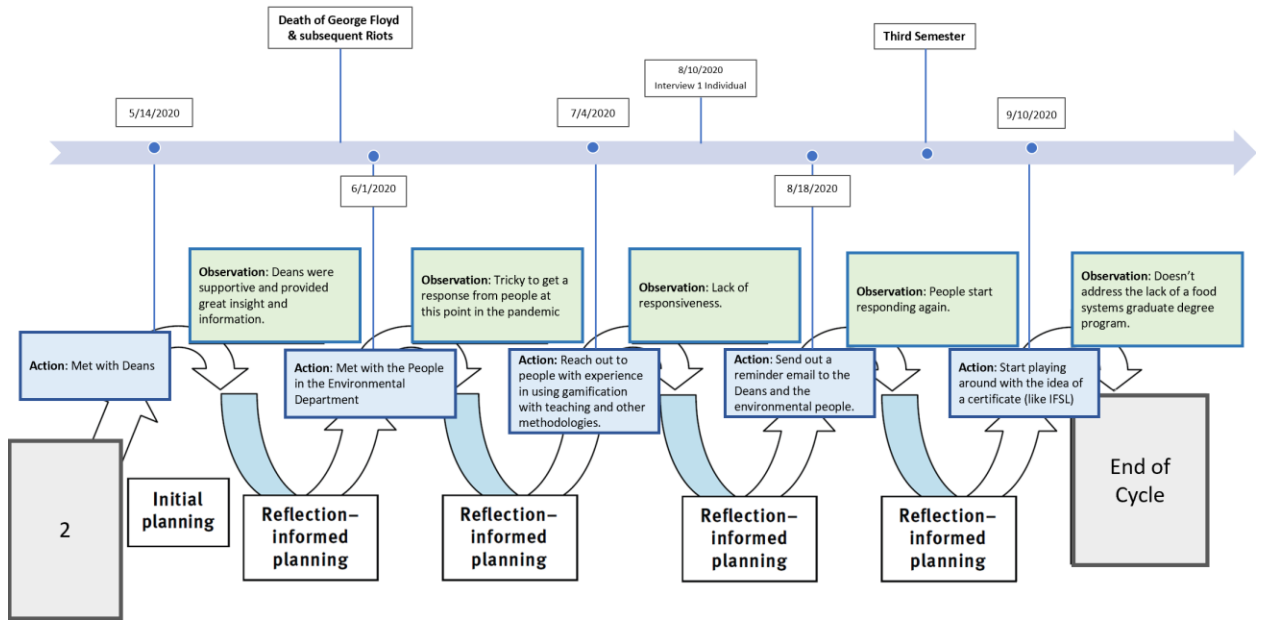 Death of George Floyd
& subsequent Riots
Third Semester
8/10/2020
Interview 1 Individual
5/14/2020
7/4/2020
9/10/2020
6/1/2020
8/18/2020
Observation: Deans were
supportive and provided
great insight and
information.
Observation: Tricky to get a
response from people at
this point in the pandemic
Observation: Lack of
responsiveness.
Observation: People start
responding again.
Observation: Doesn’t
address the lack of a food
systems graduate degree
program.
Action: Met with Deans
Action: Met with the People
in the Environmental
Department
Action: Reach out to
people with experience
in using gamification
with teaching and other
methodologies.
Action: Send out a
reminder email to the
Deans and the
environmental people.
Action: Start playing
around with the idea of
a certificate (like IFSL)
2
Initial
planning
Reflection–
informed
planning
Reflection–
informed
planning
Reflection–
informed
planning
Reflection–
informed
planning
End of
Cycle